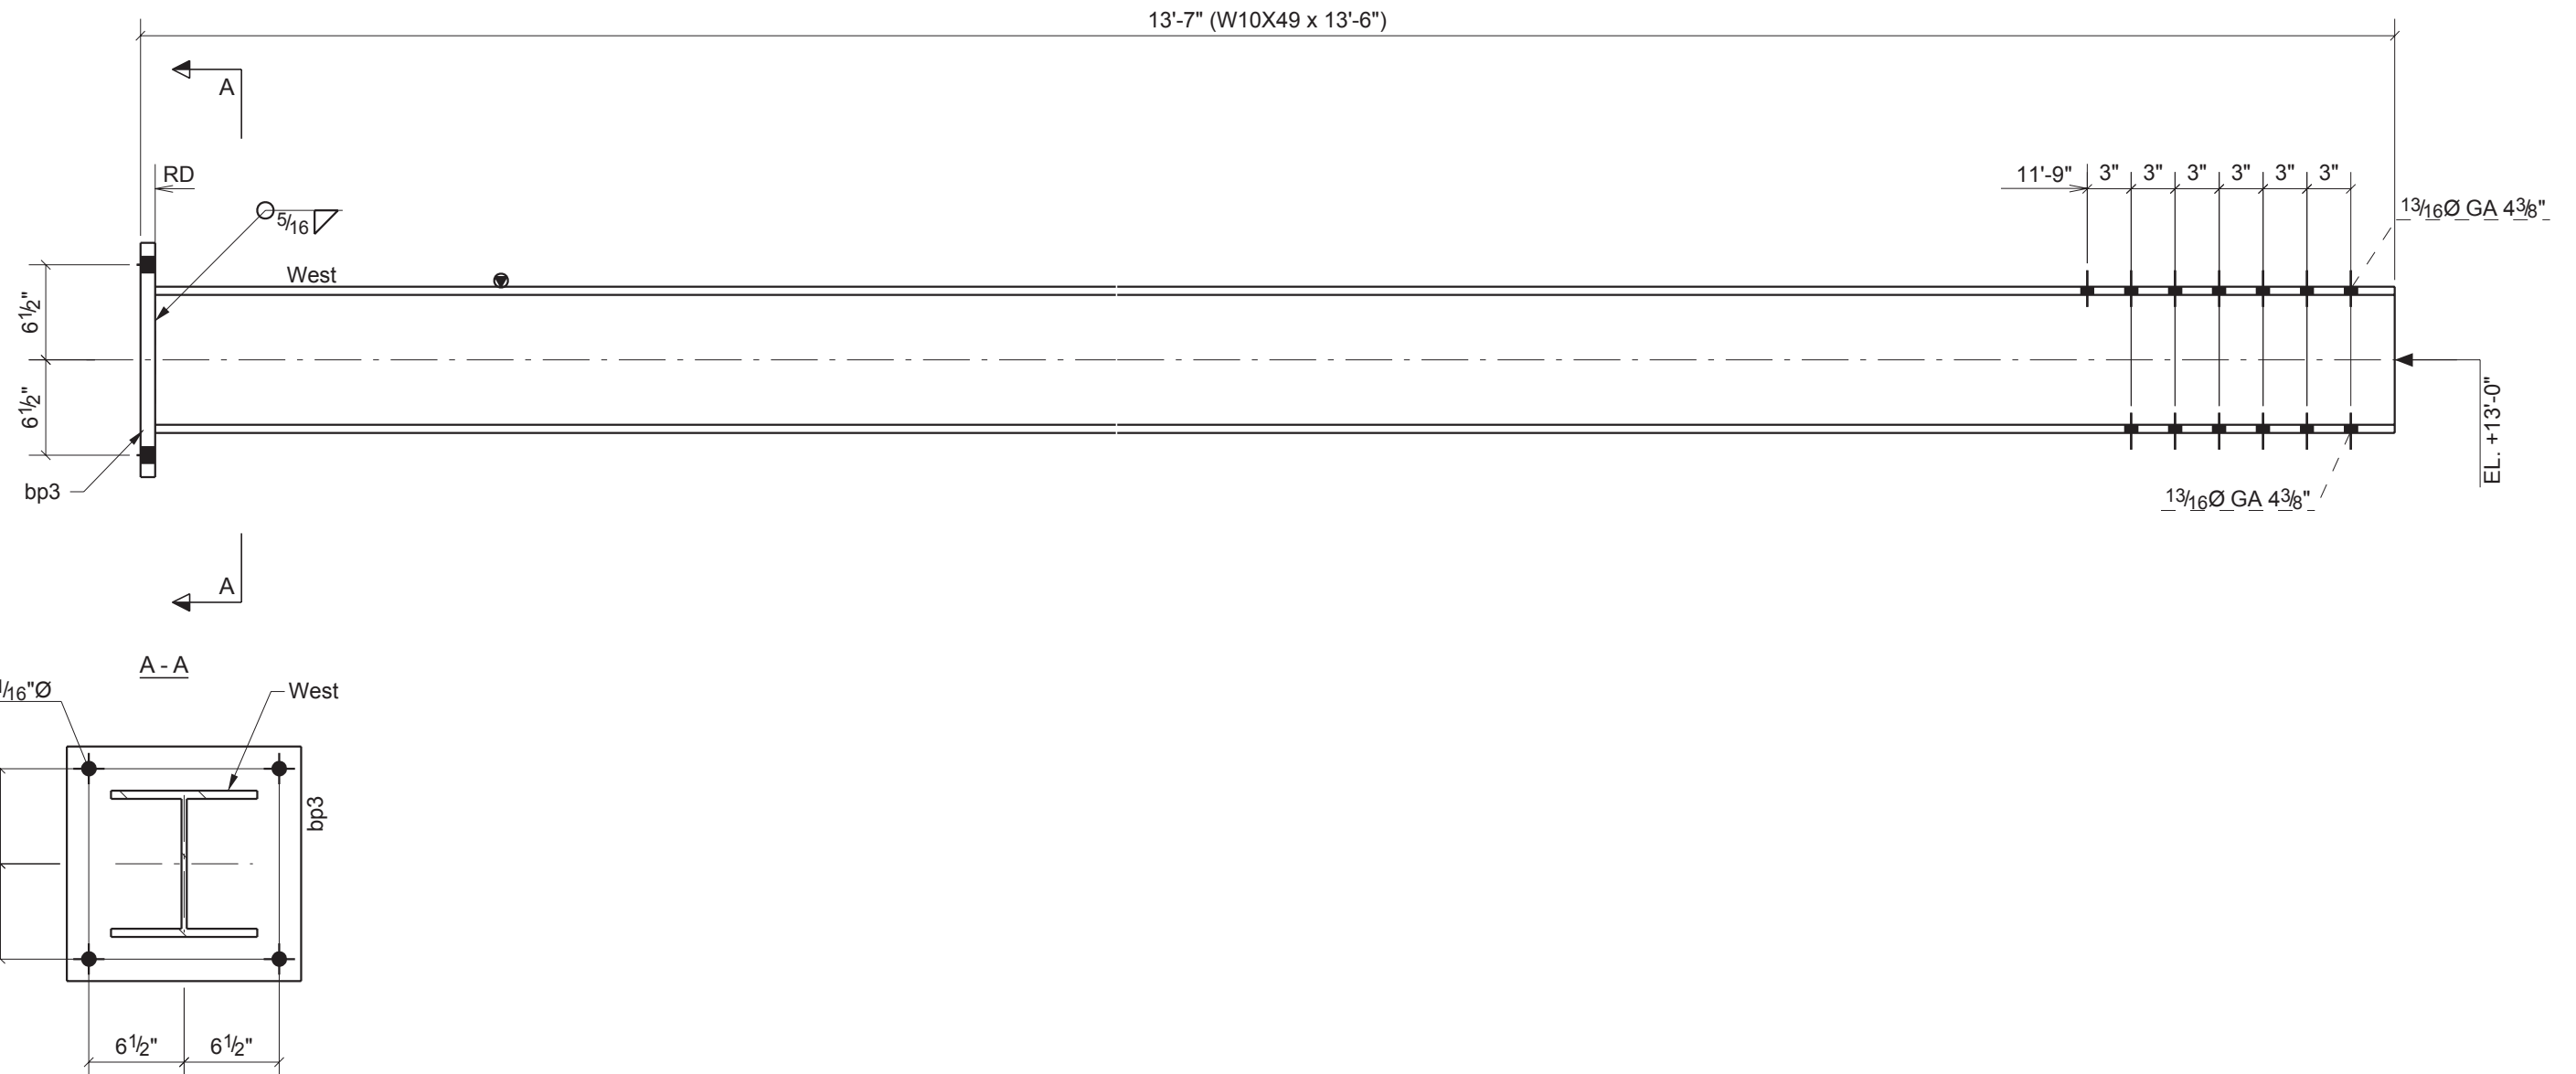 13'-7" (W10X49 x 13'-6")
A
RD
11'-9" 3" 3" 3" 3" 3" 3"
13/16Ø GA 4 3/8"
5/16
West
6 1/2"
6 1/2"
bp3
EL. +13'-0"
13/16Ø GA 4 3/8"
A
A - A
/16"Ø
West
bp3
6 1/2" 6 1/2"